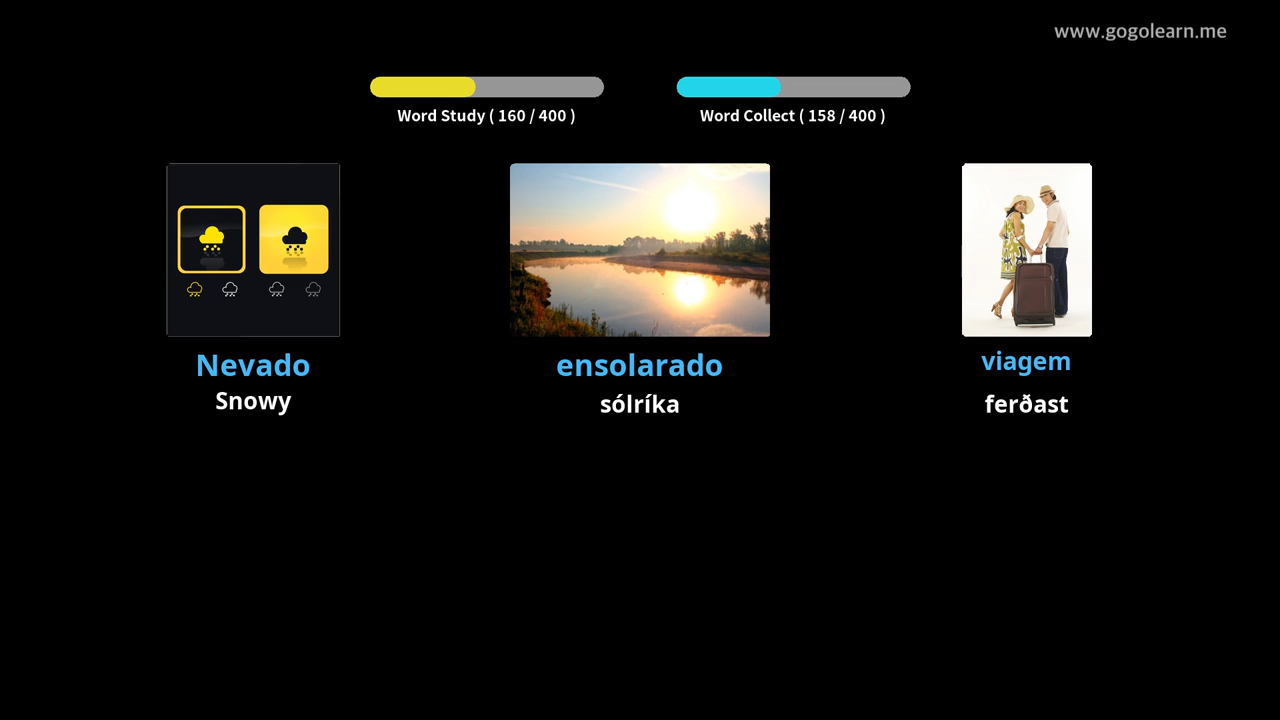 www.gogolearn.me
Word Study ( 160 / 400 )
Word Collect ( 158 / 400 )
Nevado
Snowy
ensolarado
sólríka
viagem
ferðast